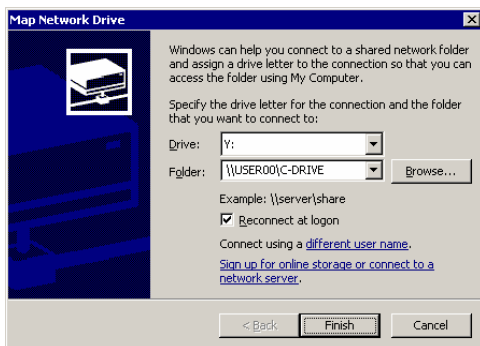 Map Network Drive
Windows can help you connect to a shared network folder
and assign a drive letter to the connection so that you can
access the folder using My Computer.
Specify the drive letter for the connection and the folder
that you want to connect to:
Drive: Y:
Folder: \\USER00\C-DRIVE Browse...
Example: \\server\share
Reconnect at logon
Connect using a different user name.
Sign up for online storage or connect to a
network server.
< Back Finish Cancel